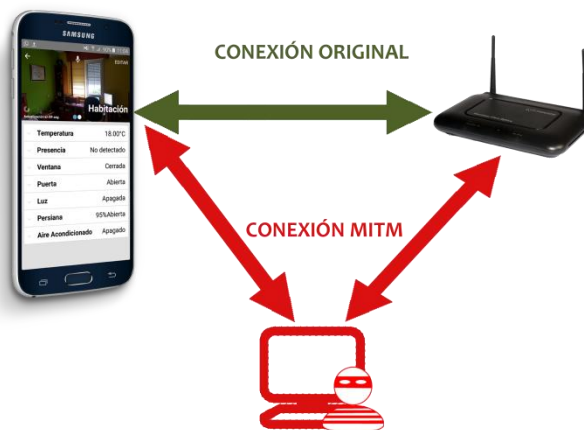 SAMSUNG
CONEXIÓN ORIGINAL
EDITAR
Habitación
Temperatura 18.00°C
Presencia No detectado
Ventana Cerrada
Puerta Abierta
Luz Apagada
Persiana 95%Abierta
Aire Acondicionado Apagado
CONEXIÓN MITM